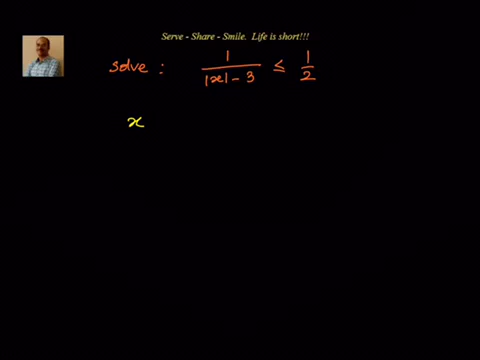 Serve - Share - Smile. Life is short!!!
Solve : 1/(|x| - 3) ≤ 1/2
x